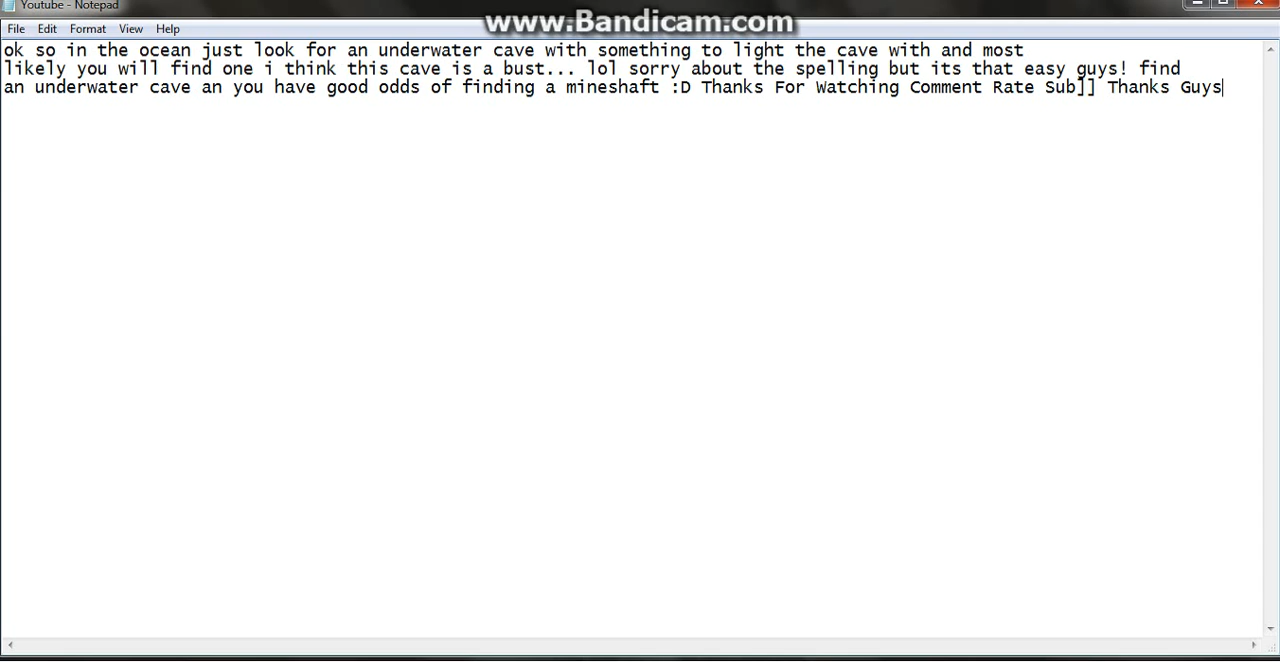 Youtube - Notepad
www.Bandicam.com
File Edit Format View Help
ok so in the ocean just look for an underwater cave with something to light the cave with and most
likely you will find one i think this cave is a bust... lol sorry about the spelling but its that easy guys! find
an underwater cave an you have good odds of finding a mineshaft :D Thanks For Watching Comment Rate Sub]] Thanks Guys